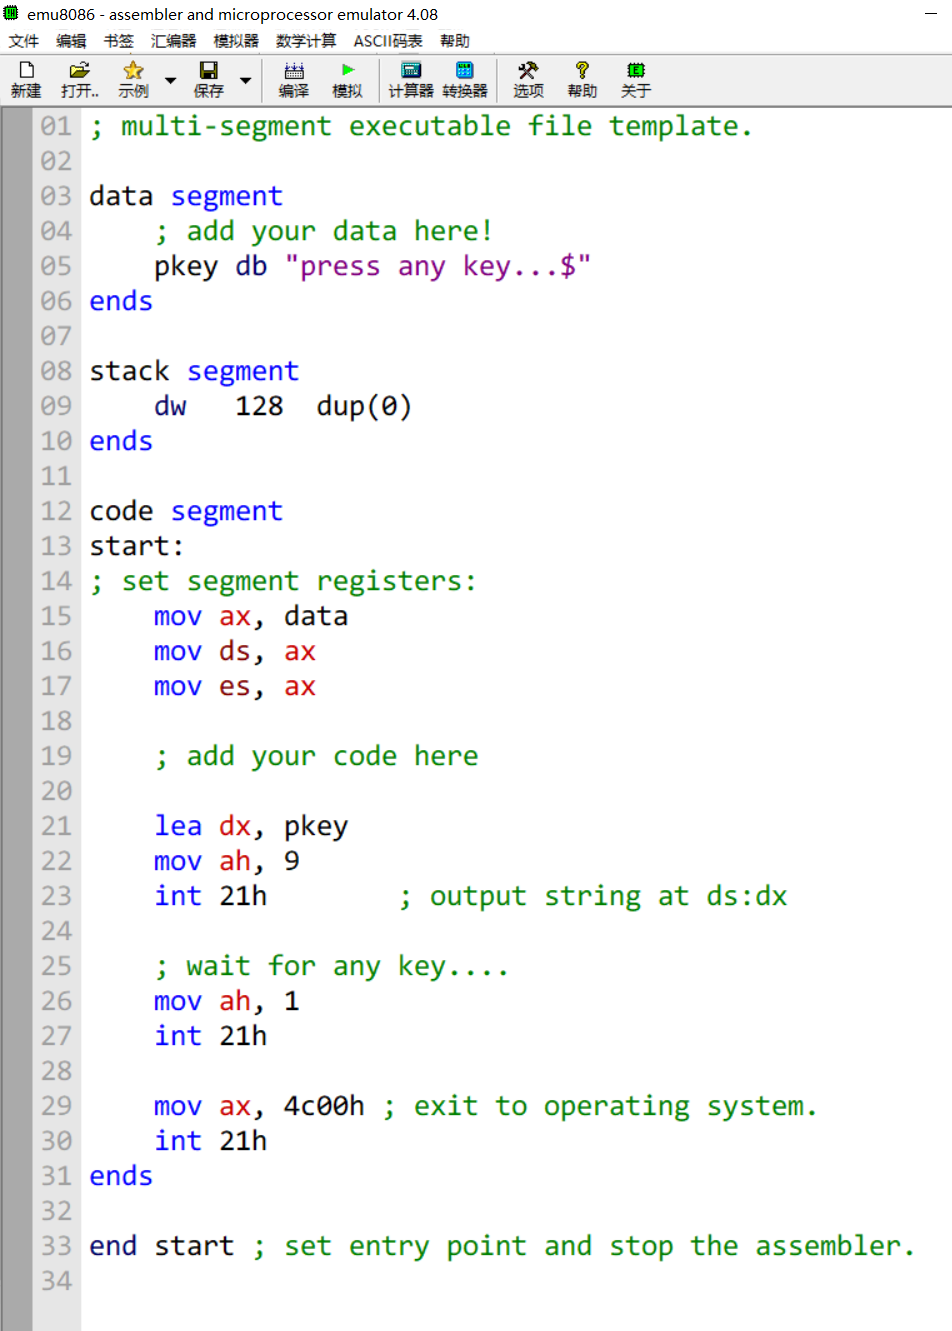 emu8086 - assembler and microprocessor emulator 4.08
文件 编辑 书签 汇编器 模拟器 数学计算 ASCII码表 帮助
新建 打开.. 示例 保存 编译 模拟 计算器 转换器 选项 帮助 关于
01 ; multi-segment executable file template.
02
03 data segment
04     ; add your data here!
05     pkey db "press any key...$"
06 ends
07
08 stack segment
09     dw   128  dup(0)
10 ends
11
12 code segment
13 start:
14 ; set segment registers:
15     mov ax, data
16     mov ds, ax
17     mov es, ax
18
19     ; add your code here
20
21     lea dx, pkey
22     mov ah, 9
23     int 21h        ; output string at ds:dx
24
25     ; wait for any key....
26     mov ah, 1
27     int 21h
28
29     mov ax, 4c00h ; exit to operating system.
30     int 21h
31 ends
32
33 end start ; set entry point and stop the assembler.
34